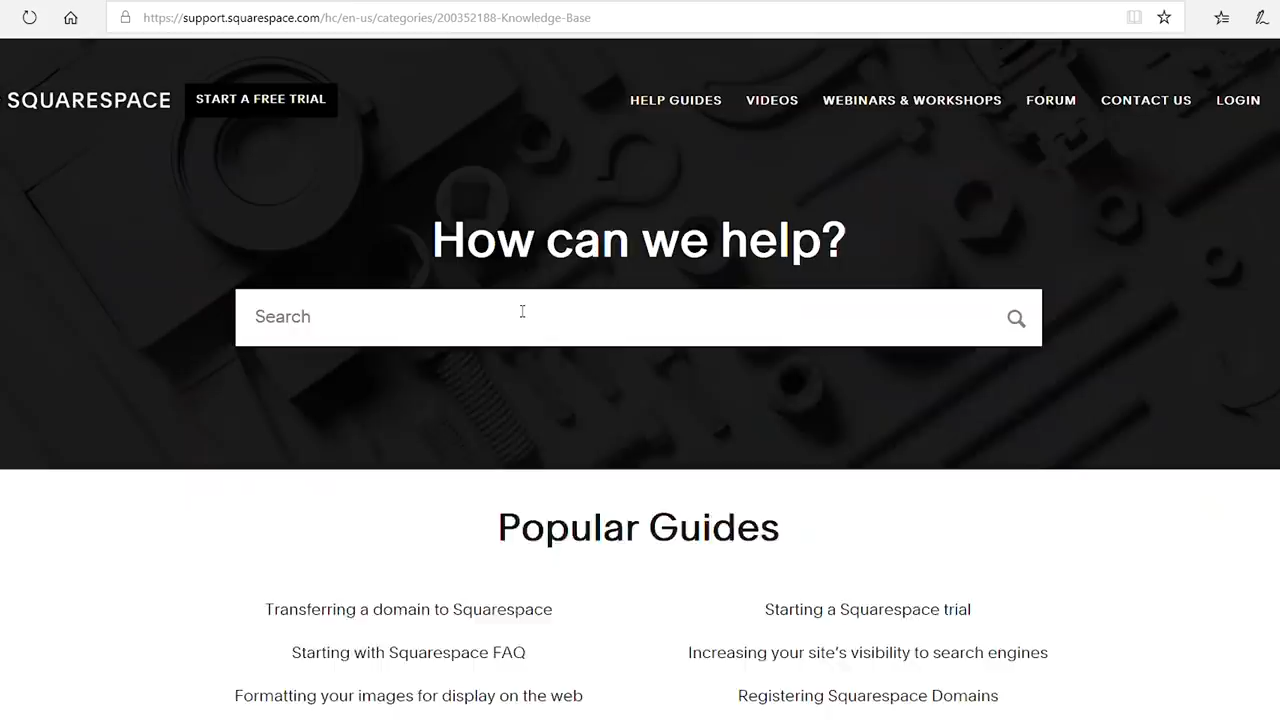 https://support.squarespace.com/hc/en-us/categories/200352188-Knowledge-Base
SQUARESPACE START A FREE TRIAL HELP GUIDES VIDEOS WEBINARS & WORKSHOPS FORUM CONTACT US LOGIN
How can we help?
Search
Popular Guides
Transferring a domain to Squarespace Starting a Squarespace trial
Starting with Squarespace FAQ Increasing your site's visibility to search engines
Formatting your images for display on the web Registering Squarespace Domains